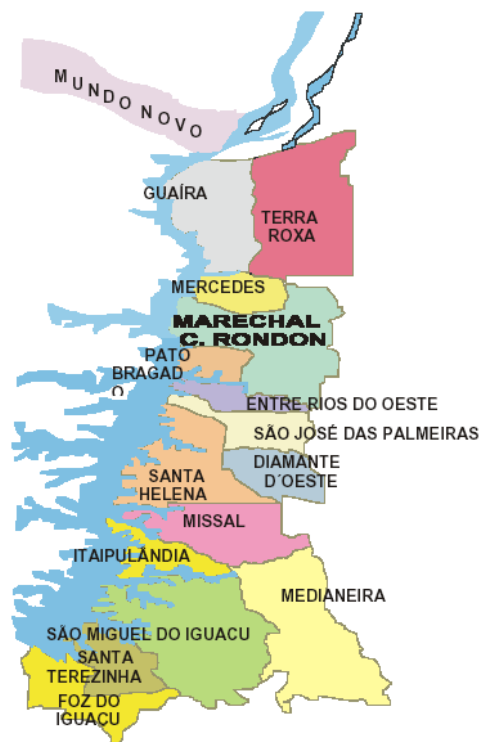 MUNDO NOVO
GUAÍRA
TERRA
ROXA
MERCEDES
MARECHAL
C. RONDON
PATO
BRAGAD
O
ENTRE RIOS DO OESTE
SÃO JOSÉ DAS PALMEIRAS
DIAMANTE
D´OESTE
SANTA
HELENA
MISSAL
ITAIPULÂNDIA
MEDIANEIRA
SÃO MIGUEL DO IGUACU
SANTA
TEREZINHA
FOZ DO
IGUAÇU